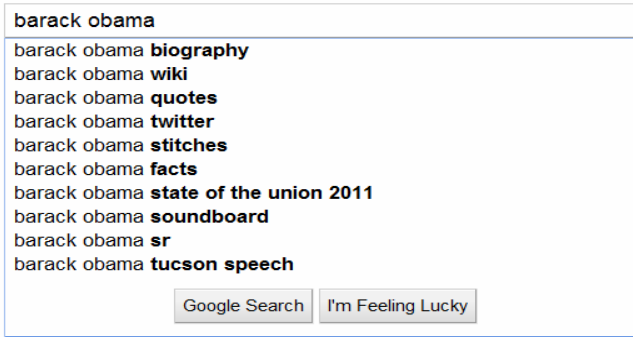 barack obama
barack obama biography
barack obama wiki
barack obama quotes
barack obama twitter
barack obama stitches
barack obama facts
barack obama state of the union 2011
barack obama soundboard
barack obama sr
barack obama tucson speech
Google Search I'm Feeling Lucky